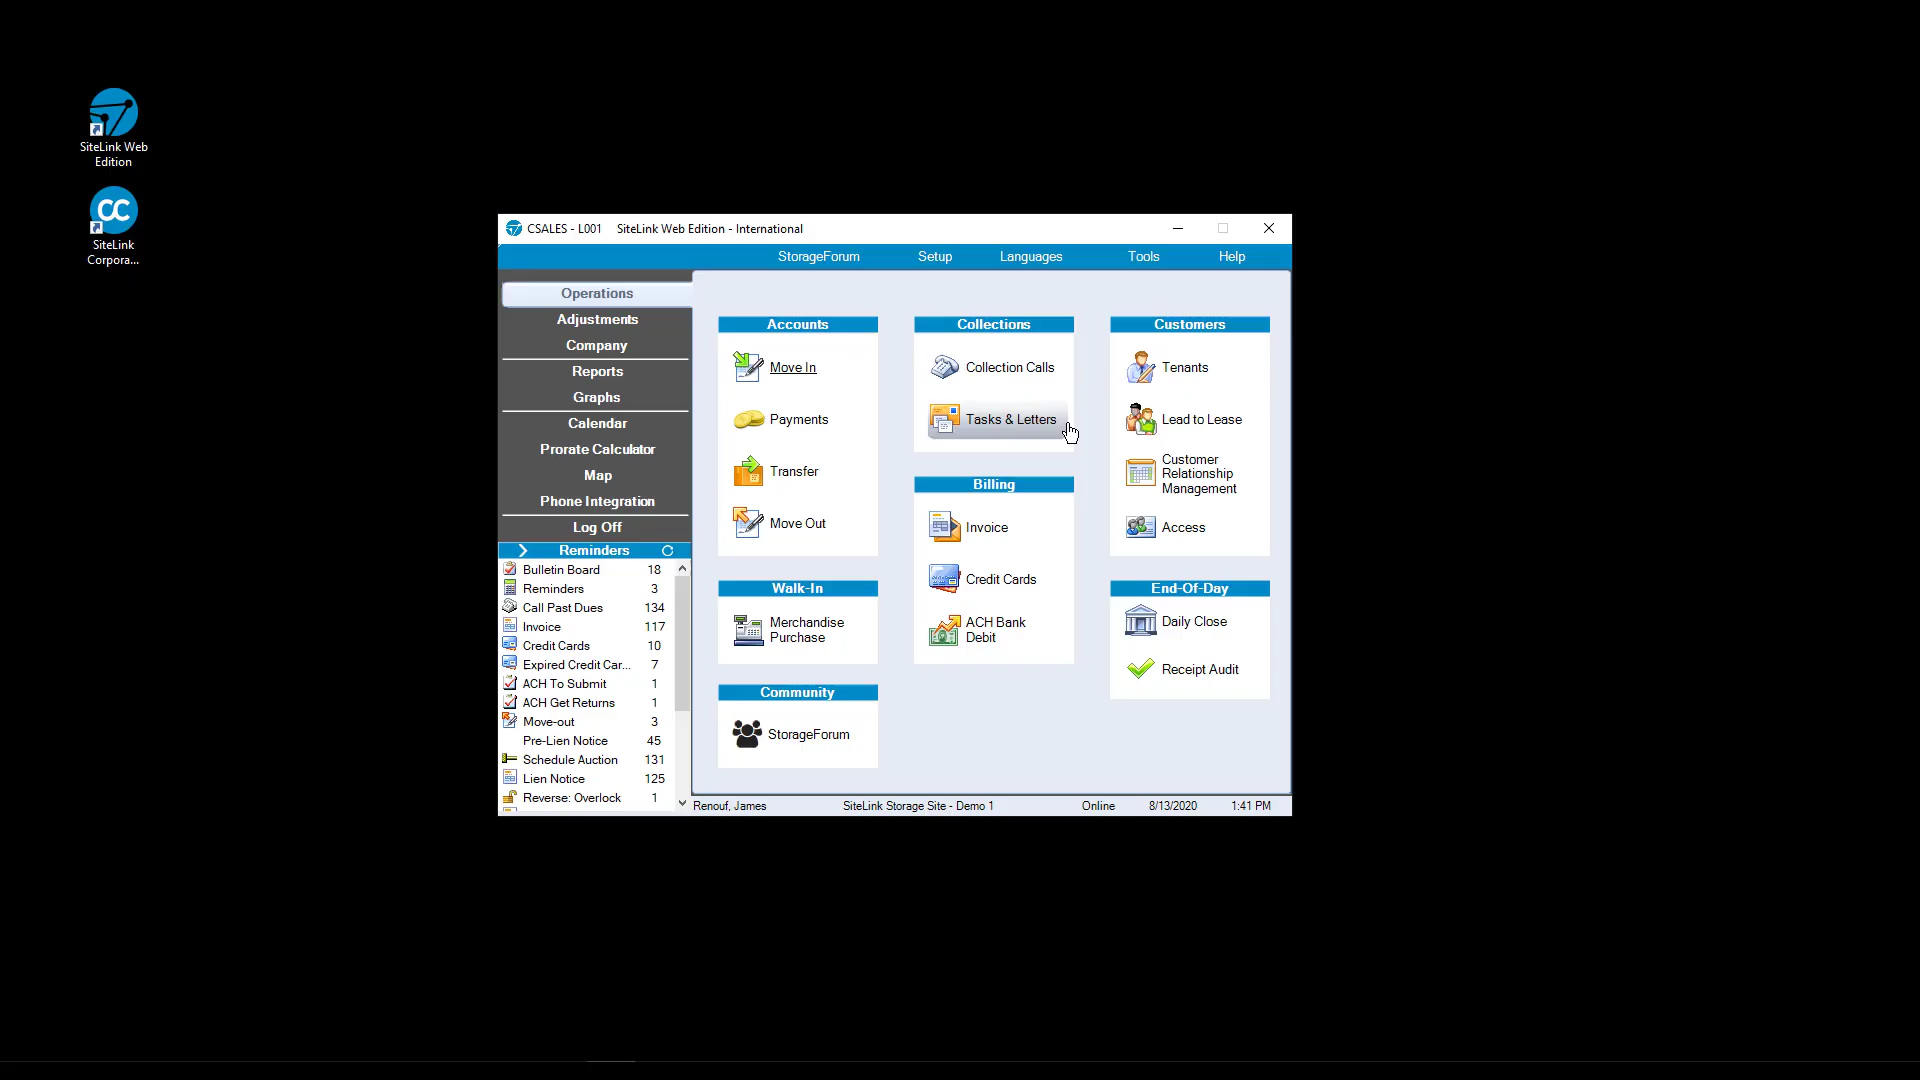 SiteLink Web
Edition
CC
SiteLink
Corpora...
CSALES - L001 SiteLink Web Edition - International
StorageForum Setup Languages Tools Help
Operations
Adjustments
Company
Reports
Graphs
Calendar
Prorate Calculator
Map
Phone Integration
Log Off
Reminders
Bulletin Board 18
Reminders 3
Call Past Dues 134
Invoice 117
Credit Cards 10
Expired Credit Car... 7
ACH To Submit 1
ACH Get Returns 1
Move-out 3
Pre-Lien Notice 45
Schedule Auction 131
Lien Notice 125
Reverse: Overlock 1
Accounts
Move In
Payments
Transfer
Move Out
Walk-In
Merchandise
Purchase
Community
StorageForum
Collections
Collection Calls
Tasks & Letters
Billing
Invoice
Credit Cards
ACH Bank
Debit
Customers
Tenants
Lead to Lease
Customer
Relationship
Management
Access
End-Of-Day
Daily Close
Receipt Audit
Renouf, James SiteLink Storage Site - Demo 1 Online 8/13/2020 1:41 PM